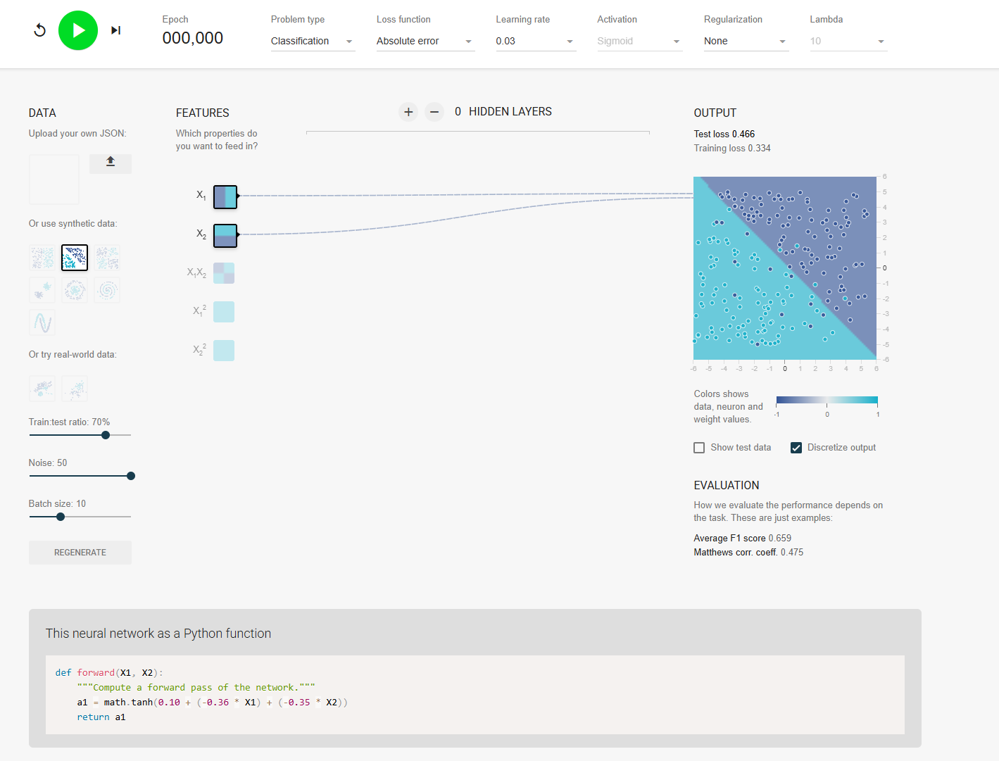 Epoch
000,000
Problem type
Classification
Loss function
Absolute error
Learning rate
0.03
Activation
Sigmoid
Regularization
None
Lambda
10
DATA
Upload your own JSON:
Or use synthetic data:
Or try real-world data:
Train:test ratio: 70%
Noise: 50
Batch size: 10
REGENERATE
FEATURES
Which properties do
you want to feed in?
X1
X2
X1X2
X1²
X2²
+ − 0 HIDDEN LAYERS
OUTPUT
Test loss 0.466
Training loss 0.334
6
5
4
3
2
1
0
-1
-2
-3
-4
-5
-6
-6 -5 -4 -3 -2 -1 0 1 2 3 4 5 6
Colors shows
data, neuron and
weight values.
-1 0 1
Show test data
Discretize output
EVALUATION
How we evaluate the performance depends on
the task. These are just examples:
Average F1 score 0.659
Matthews corr. coeff. 0.475
This neural network as a Python function
def forward(X1, X2):
"""Compute a forward pass of the network."""
a1 = math.tanh(0.10 + (-0.36 * X1) + (-0.35 * X2))
return a1